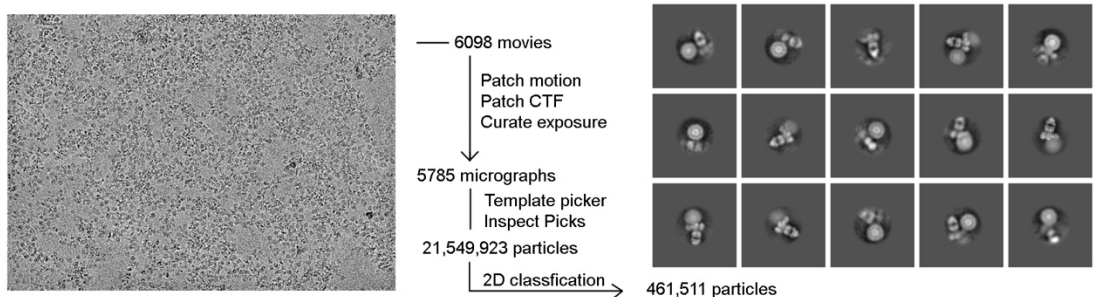 6098 movies
Patch motion
Patch CTF
Curate exposure
5785 micrographs
Template picker
Inspect Picks
21,549,923 particles
2D classfication
461,511 particles